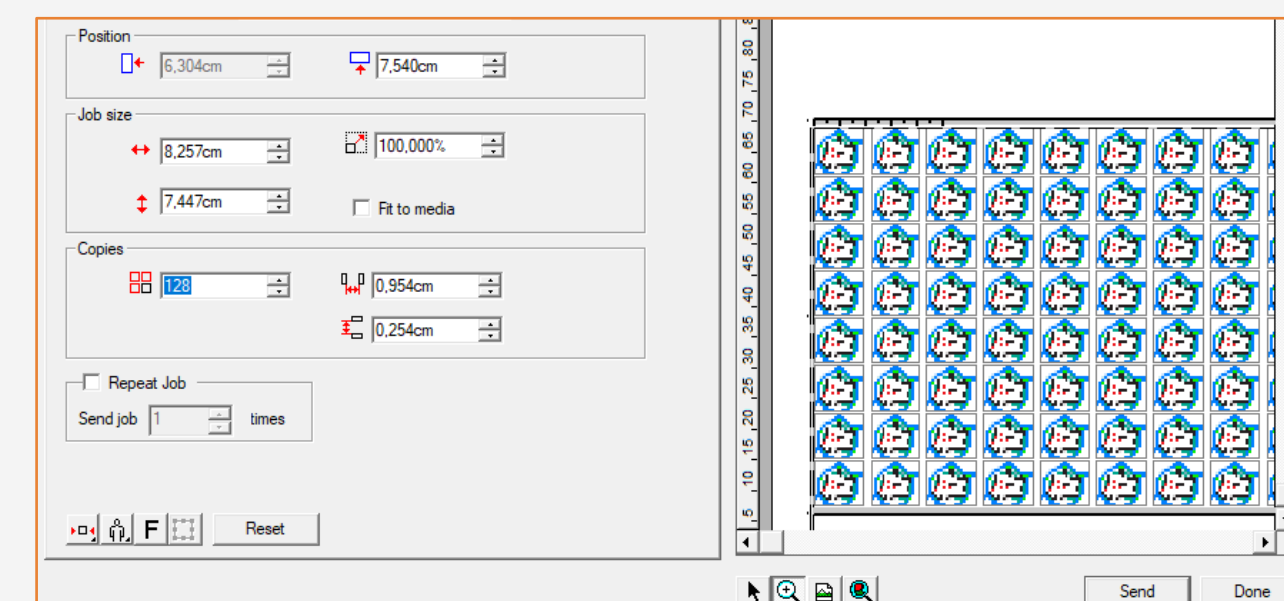 Position
6,304cm
7,540cm
Job size
8,257cm
100,000%
7,447cm
Fit to media
Copies
128
0,954cm
0,254cm
Repeat Job
Send job 1 times
F
Reset
80
75
70
65
60
55
50
45
40
35
30
25
20
15
10
5
Send
Done